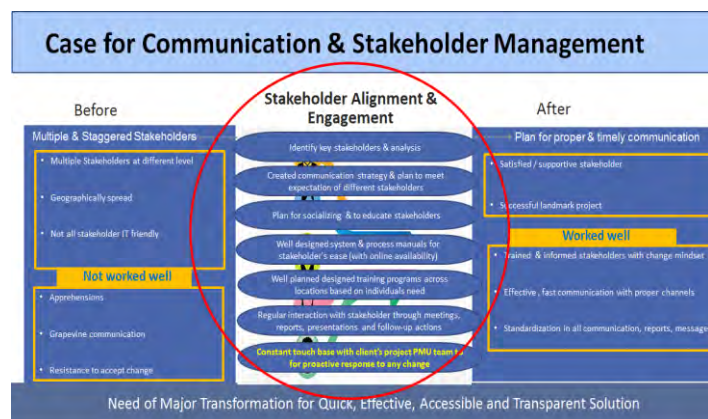 Case for Communication & Stakeholder Management
Before
Multiple & Staggered Stakeholders
• Multiple Stakeholders at different level
• Geographically spread
• Not all stakeholder IT friendly
Not worked well
• Apprehensions
• Grapevine communication
• Resistance to accept change
Stakeholder Alignment &
Engagement
Identify key stakeholders & analysis
Created communication strategy & plan to meet
expectation of different stakeholders
Plan for socializing & to educate stakeholders
Well designed system & process manuals for
stakeholder's ease (with online availability)
Well planned designed training programs across
locations based on individuals need
Regular interaction with stakeholder through meetings,
reports, presentations and follow-up actions
Constant touch base with client's project PMU team to
for proactive response to any change
After
Plan for proper & timely communication
• Satisfied / supportive stakeholder
• Successful landmark project
Worked well
• Trained & informed stakeholders with change mindset
• Effective , fast communication with proper channels
• Standardization in all communication, reports, message
Need of Major Transformation for Quick, Effective, Accessible and Transparent Solution